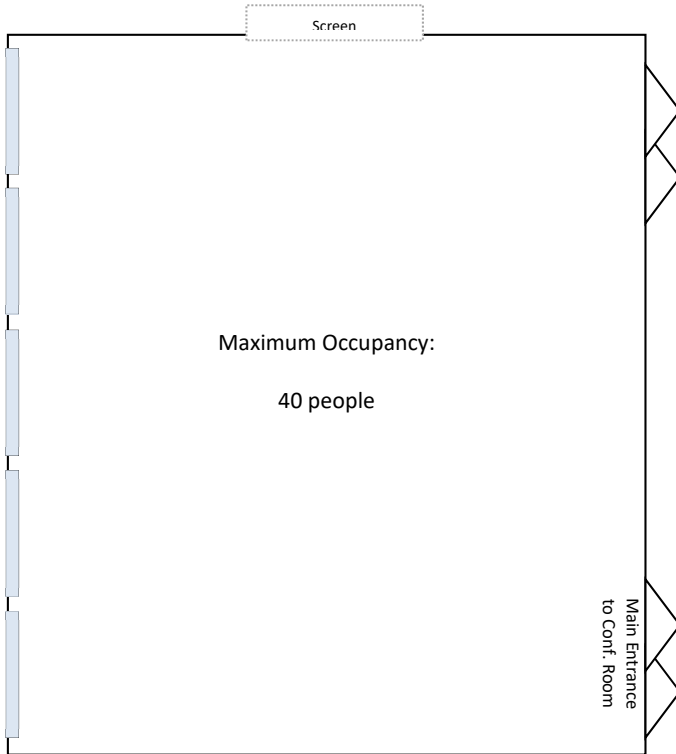 Screen
Maximum Occupancy:
40 people
Main Entrance
to Conf. Room